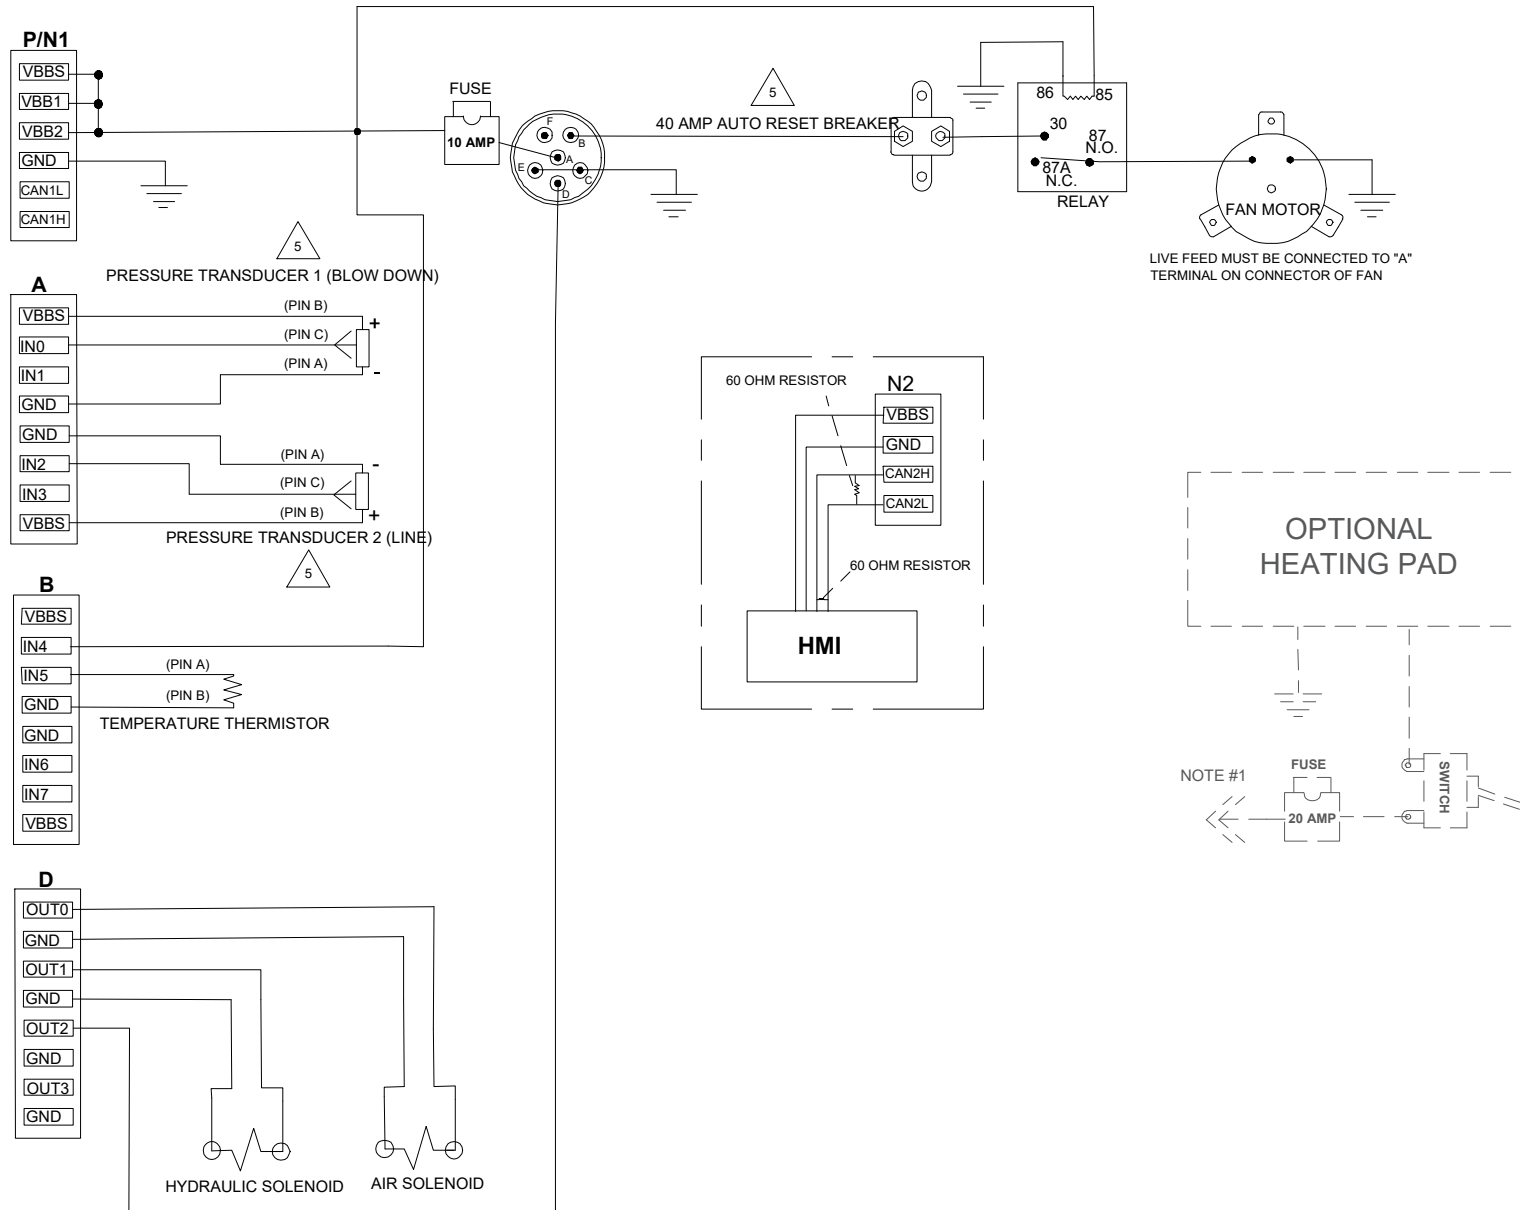 P/N1
VBBS
VBB1
VBB2
GND
CAN1L
CAN1H
FUSE
10 AMP
F
B
A
E
C
D
5
40 AMP AUTO RESET BREAKER
86
85
30
87
N.O.
87A
N.C.
RELAY
FAN MOTOR
LIVE FEED MUST BE CONNECTED TO "A"
TERMINAL ON CONNECTOR OF FAN
5
PRESSURE TRANSDUCER 1 (BLOW DOWN)
A
VBBS
IN0
IN1
GND
GND
IN2
IN3
VBBS
(PIN B)
+
(PIN C)
(PIN A)
-
(PIN A)
-
(PIN C)
(PIN B)
+
PRESSURE TRANSDUCER 2 (LINE)
5
60 OHM RESISTOR
N2
VBBS
GND
CAN2H
CAN2L
60 OHM RESISTOR
HMI
OPTIONAL
HEATING PAD
NOTE #1
FUSE
20 AMP
SWITCH
B
VBBS
IN4
IN5
GND
GND
IN6
IN7
VBBS
(PIN A)
(PIN B)
TEMPERATURE THERMISTOR
D
OUT0
GND
OUT1
GND
OUT2
GND
OUT3
GND
HYDRAULIC SOLENOID
AIR SOLENOID